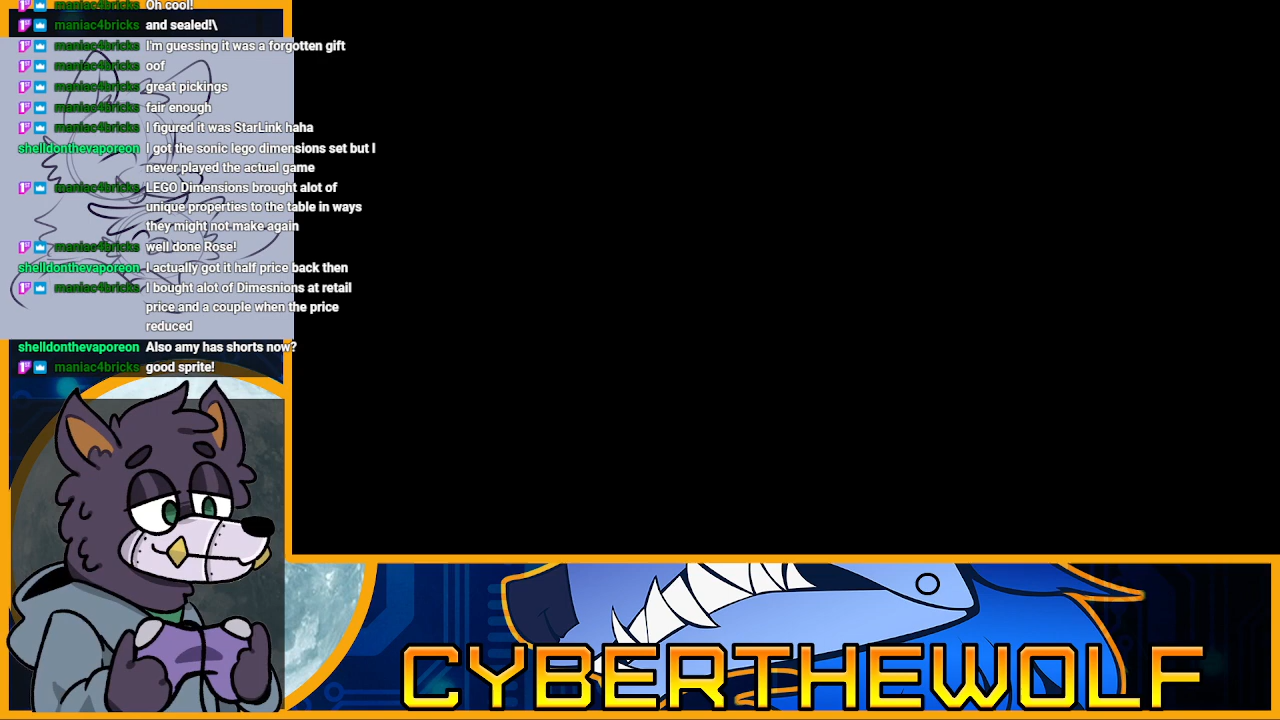 maniac4bricks Oh cool!
maniac4bricks and sealed!\
maniac4bricks I'm guessing it was a forgotten gift
maniac4bricks oof
maniac4bricks great pickings
maniac4bricks fair enough
maniac4bricks I figured it was StarLink haha
shelldonthevaporeon I got the sonic lego dimensions set but I
never played the actual game
maniac4bricks LEGO Dimensions brought alot of
unique properties to the table in ways
they might not make again
maniac4bricks well done Rose!
shelldonthevaporeon I actually got it half price back then
maniac4bricks I bought alot of Dimesnions at retail
price and a couple when the price
reduced
shelldonthevaporeon Also amy has shorts now?
maniac4bricks good sprite!
CYBERTHEWOLF